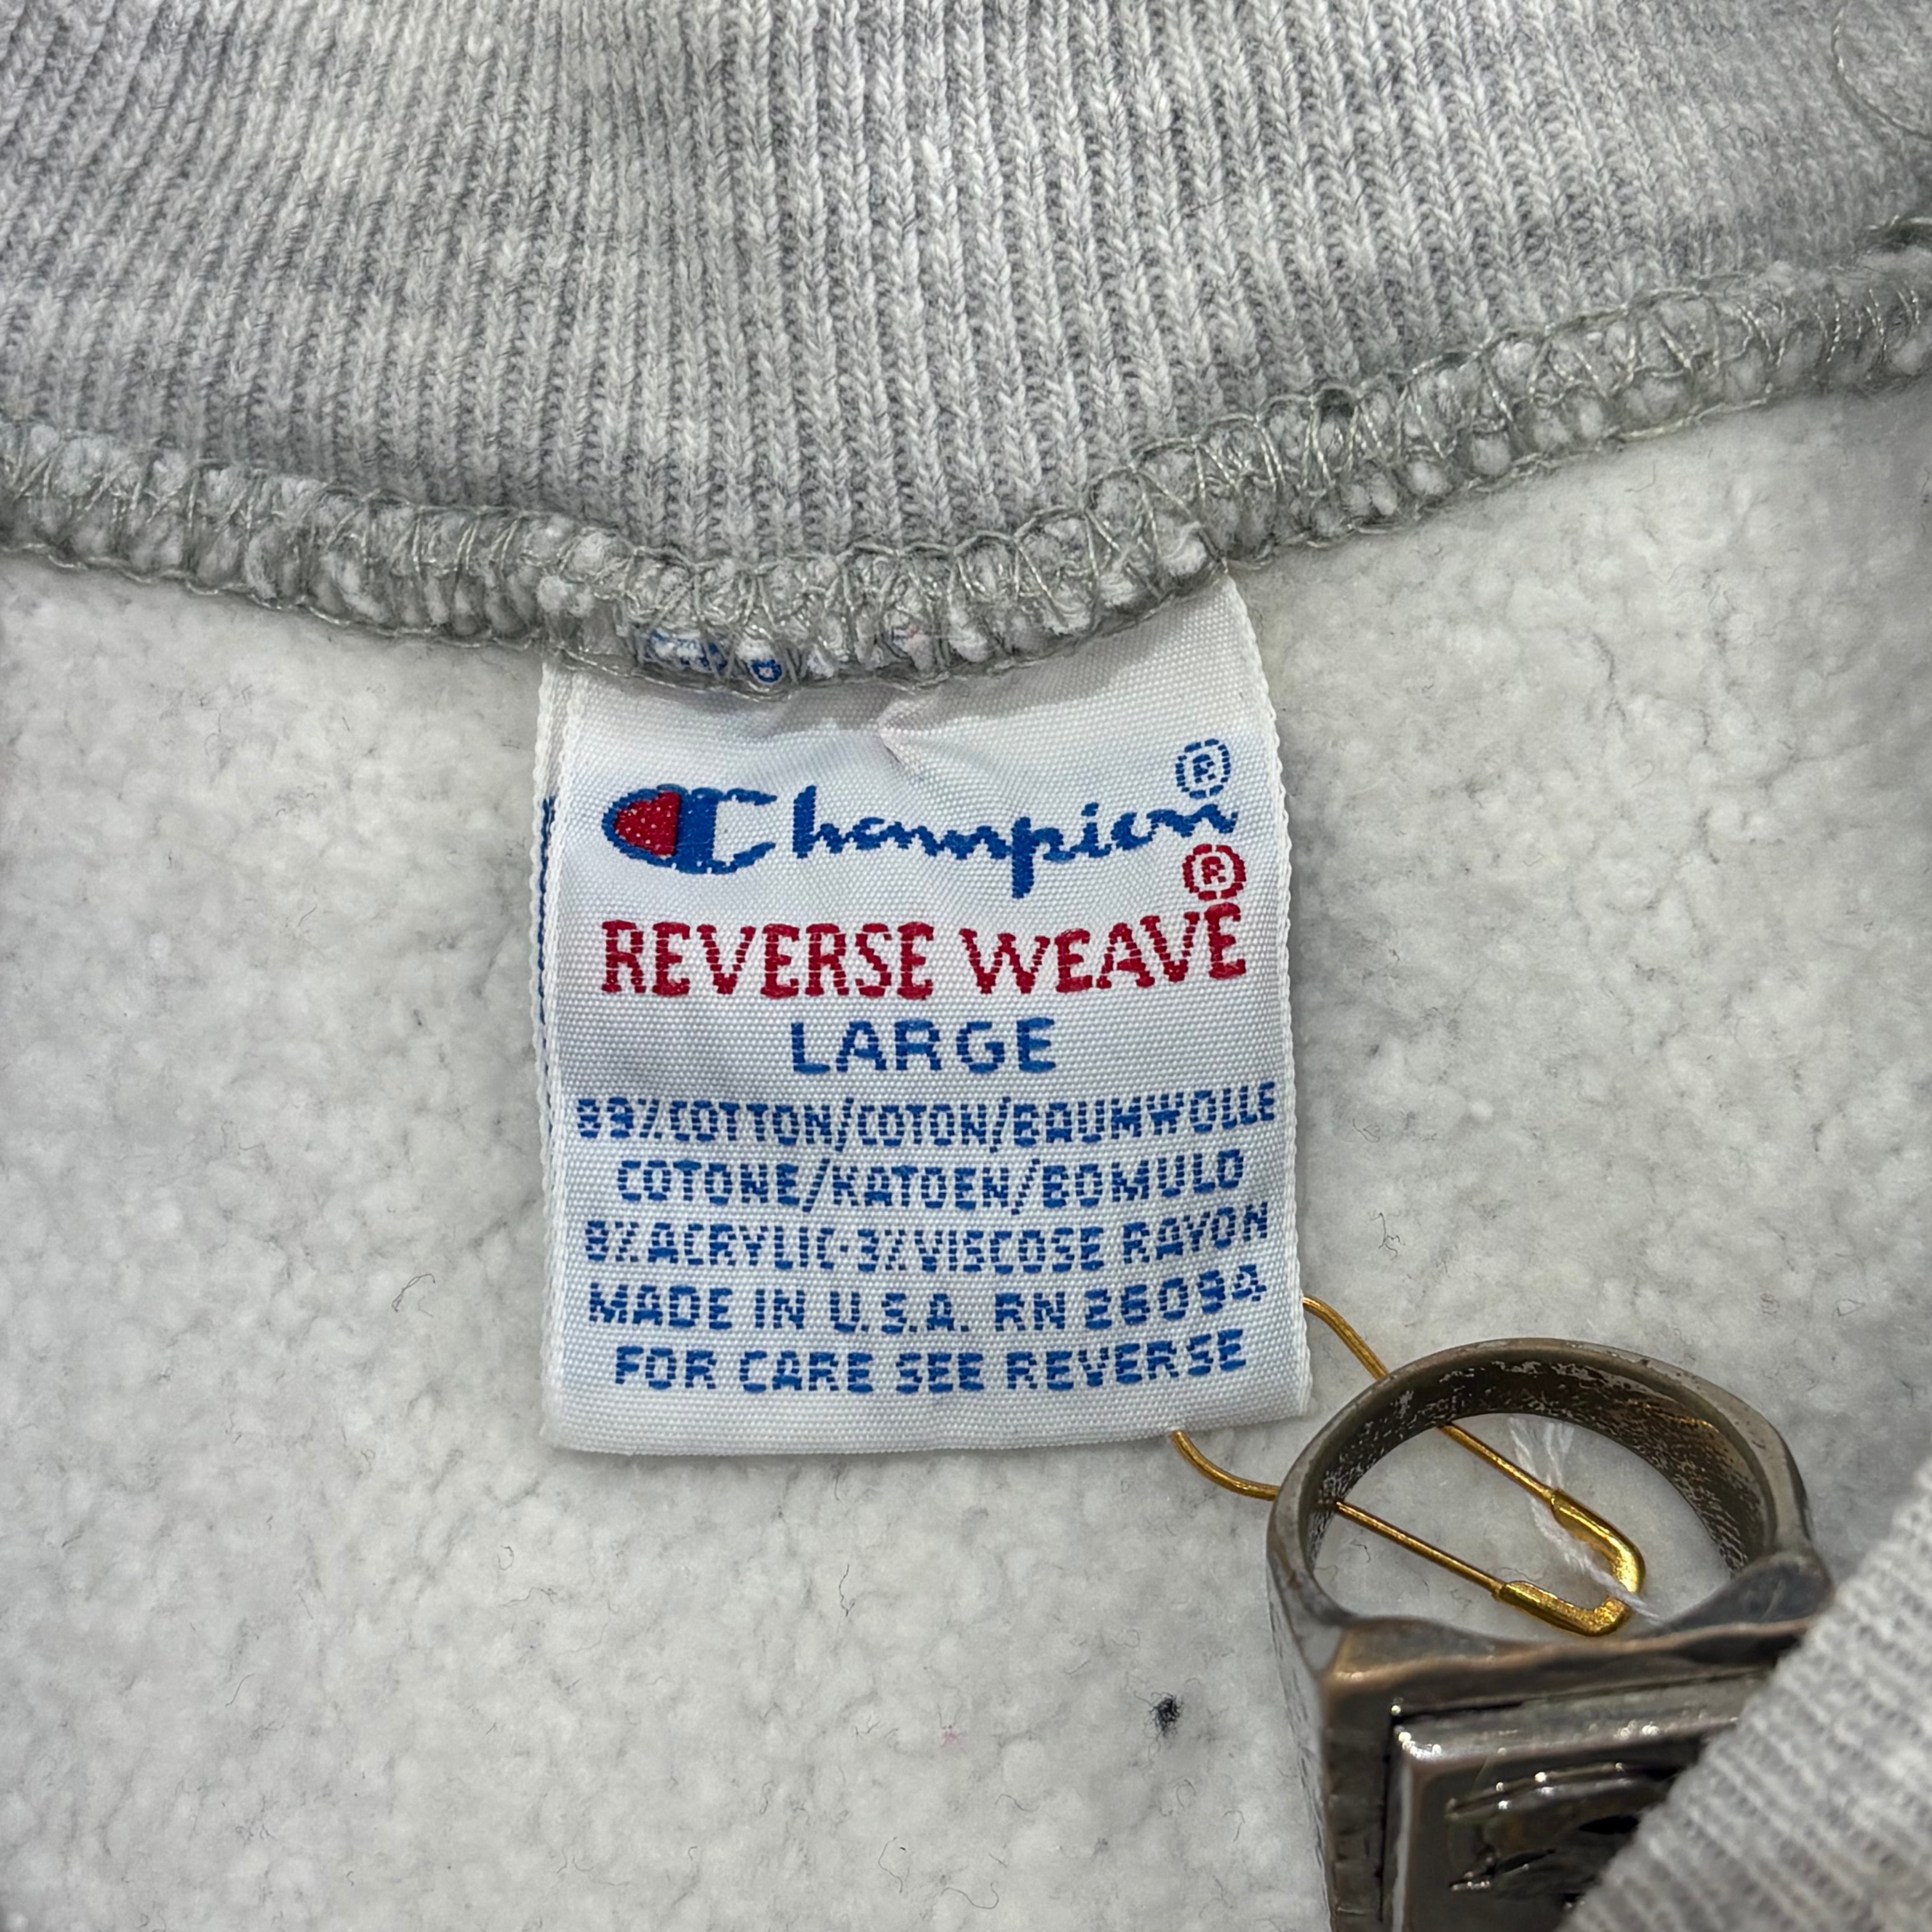 Champion®
REVERSE WEAVE®
LARGE
89%COTTON/COTON/BAUMWOLLE
COTONE/KATOEN/BOMULD
8%ACRYLIC-3%VISCOSE RAYON
MADE IN U.S.A. RN 26094
FOR CARE SEE REVERSE